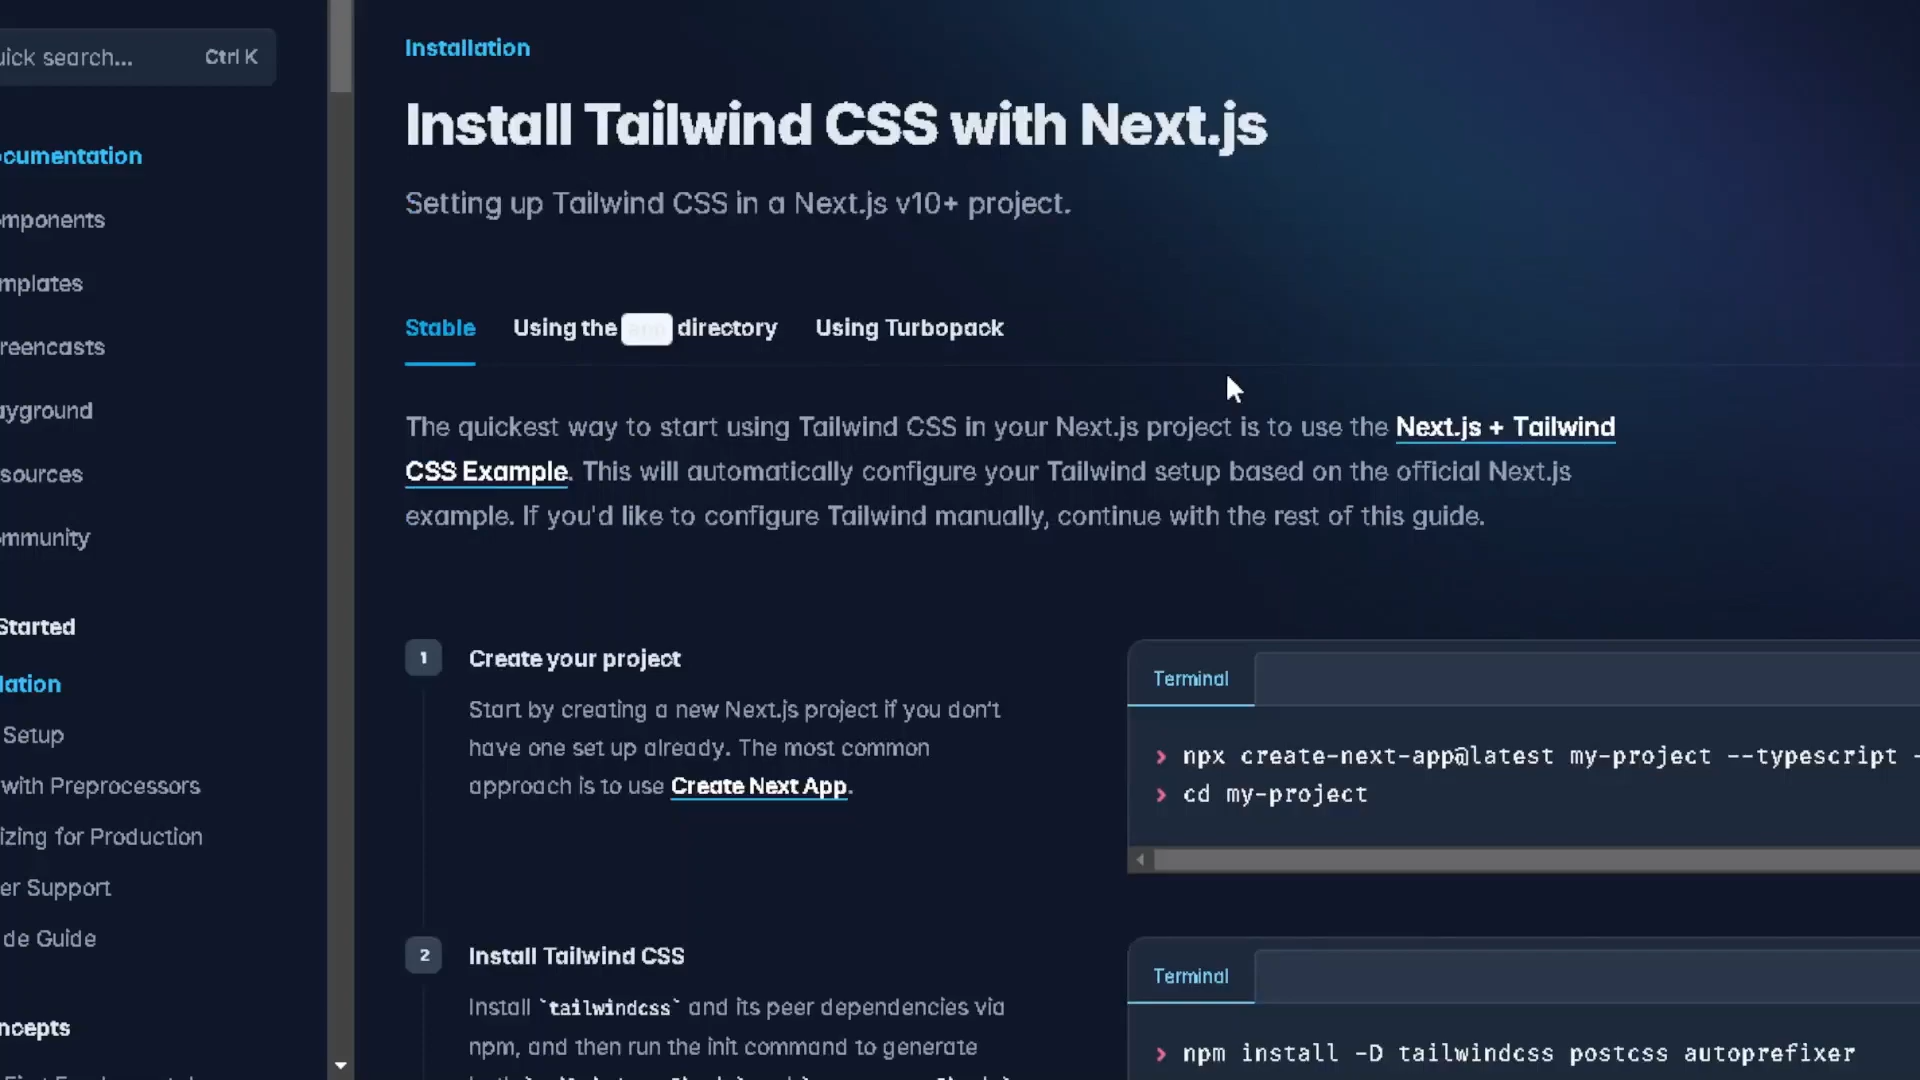 uick search...
Ctrl K
ocumentation
mponents
mplates
reencasts
ayground
sources
mmunity
Started
lation
Setup
with Preprocessors
izing for Production
er Support
de Guide
ncepts
Installation
Install Tailwind CSS with Next.js
Setting up Tailwind CSS in a Next.js v10+ project.
Stable
Using the app directory
Using Turbopack
The quickest way to start using Tailwind CSS in your Next.js project is to use the Next.js + Tailwind
CSS Example. This will automatically configure your Tailwind setup based on the official Next.js
example. If you'd like to configure Tailwind manually, continue with the rest of this guide.
1
Create your project
Start by creating a new Next.js project if you don't
have one set up already. The most common
approach is to use Create Next App.
Terminal
> npx create-next-app@latest my-project --typescript -
> cd my-project
2
Install Tailwind CSS
Install `tailwindcss` and its peer dependencies via
npm, and then run the init command to generate
Terminal
> npm install -D tailwindcss postcss autoprefixer